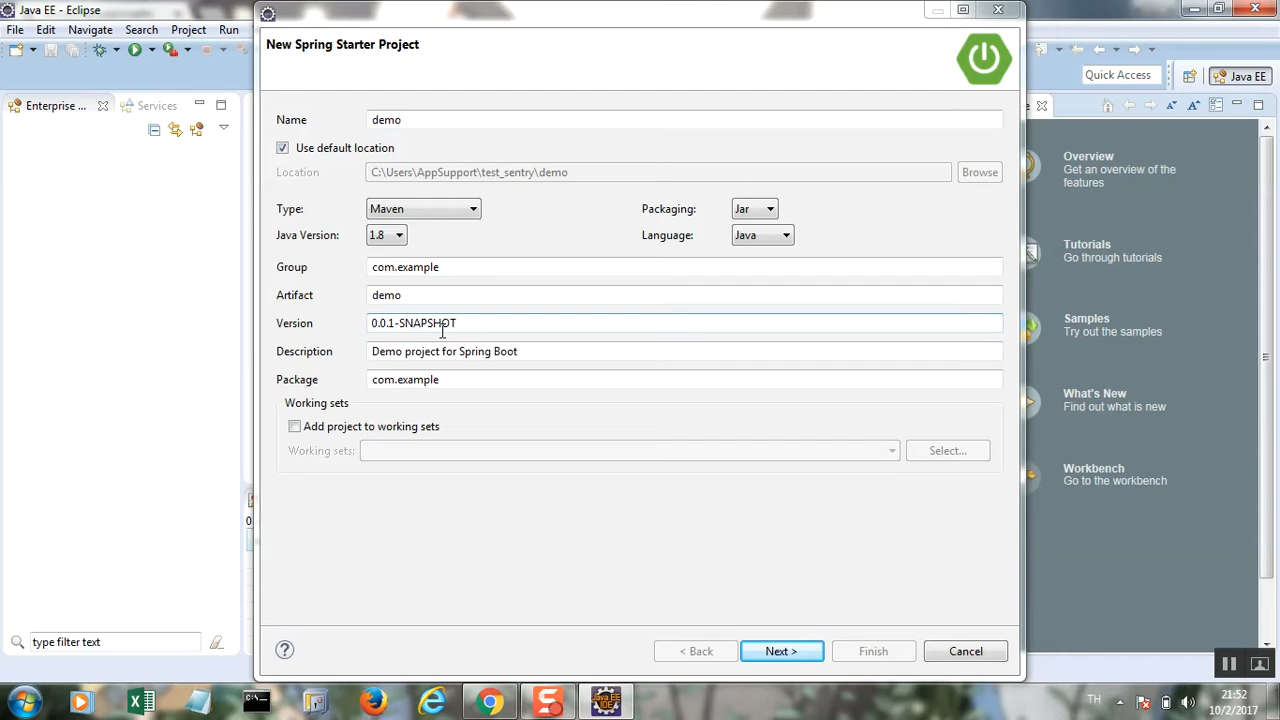 Java EE - Eclipse
File Edit Navigate Search Project Run
Quick Access
Java EE
Enterprise ...
Services
New Spring Starter Project
Name demo
Use default location
Location C:\Users\AppSupport\test_sentry\demo Browse
Type: Maven Packaging: Jar
Java Version: 1.8 Language: Java
Group com.example
Artifact demo
Version 0.0.1-SNAPSHOT
Description Demo project for Spring Boot
Package com.example
Working sets
Add project to working sets
Working sets: Select...
< Back Next > Finish Cancel
Overview
Get an overview of the
features
Tutorials
Go through tutorials
Samples
Try out the samples
What's New
Find out what is new
Workbench
Go to the workbench
type filter text
TH
21:52
10/2/2017